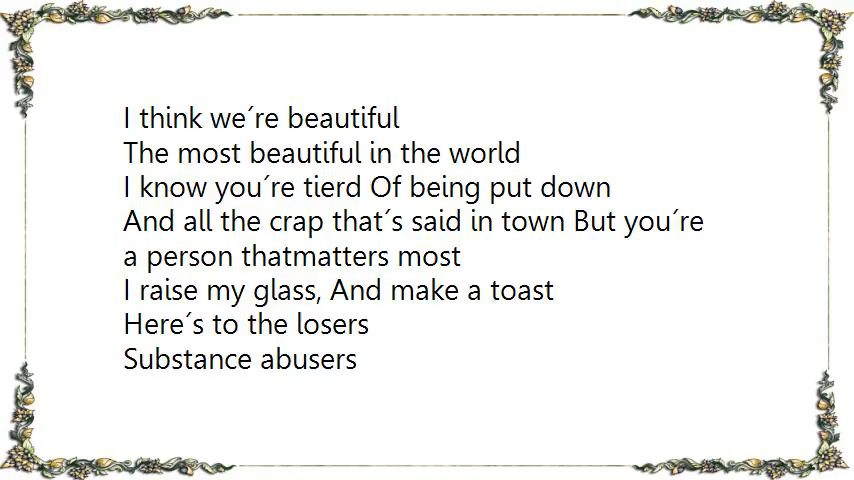 I think we´re beautiful
The most beautiful in the world
I know you´re tierd Of being put down
And all the crap that´s said in town But you´re
a person thatmatters most
I raise my glass, And make a toast
Here´s to the losers
Substance abusers